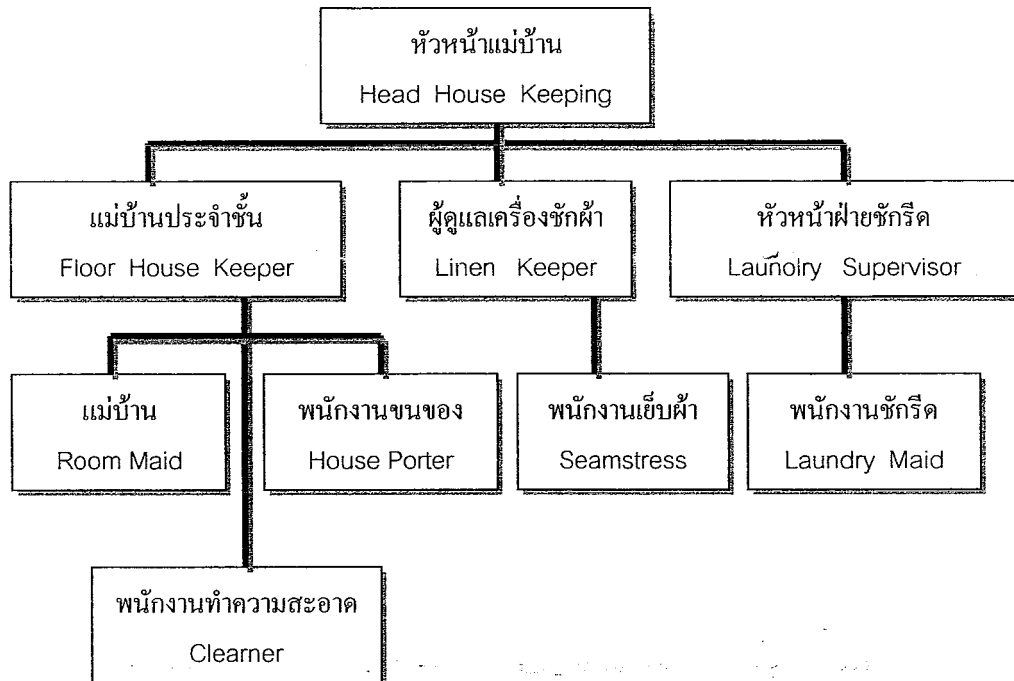 หัวหน้าแม่บ้าน
Head House Keeping
แม่บ้านประจำชั้น
Floor House Keeper
ผู้ดูแลเครื่องซักผ้า
Linen Keeper
หัวหน้าฝ่ายซักรีด
Launolry Supervisor
แม่บ้าน
Room Maid
พนักงานขนของ
House Porter
พนักงานเย็บผ้า
Seamstress
พนักงานซักรีด
Laundry Maid
พนักงานทำความสะอาด
Clearner